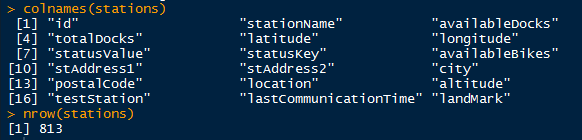 > colnames(stations)
[1] "id" "stationName" "availableDocks"
[4] "totalDocks" "latitude" "longitude"
[7] "statusValue" "statusKey" "availableBikes"
[10] "stAddress1" "stAddress2" "city"
[13] "postalCode" "location" "altitude"
[16] "testStation" "lastCommunicationTime" "landMark"
> nrow(stations)
[1] 813